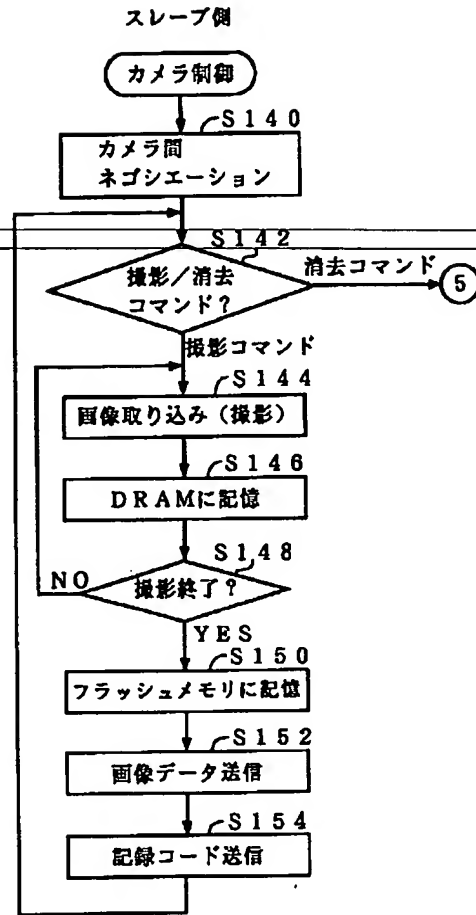 スレーブ側
カメラ制御
S140
カメラ間
ネゴシエーション
S142
撮影／消去
コマンド？
消去コマンド
5
撮影コマンド
S144
画像取り込み（撮影）
S146
DRAMに記憶
S148
撮影終了？
NO
YES
S150
フラッシュメモリに記憶
S152
画像データ送信
S154
記録コード送信